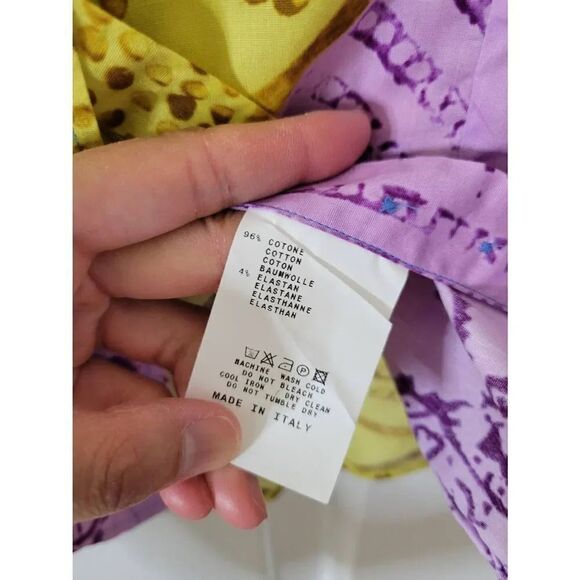 96% COTONE
COTTON
COTON
BAUMWOLLE
4% ELASTAN
ELASTANE
ELASTHANNE
ELASTHAN
P
MACHINE WASH COLD
DO NOT BLEACH
COOL IRON / DRY CLEAN
DO NOT TUMBLE DRY
MADE IN ITALY